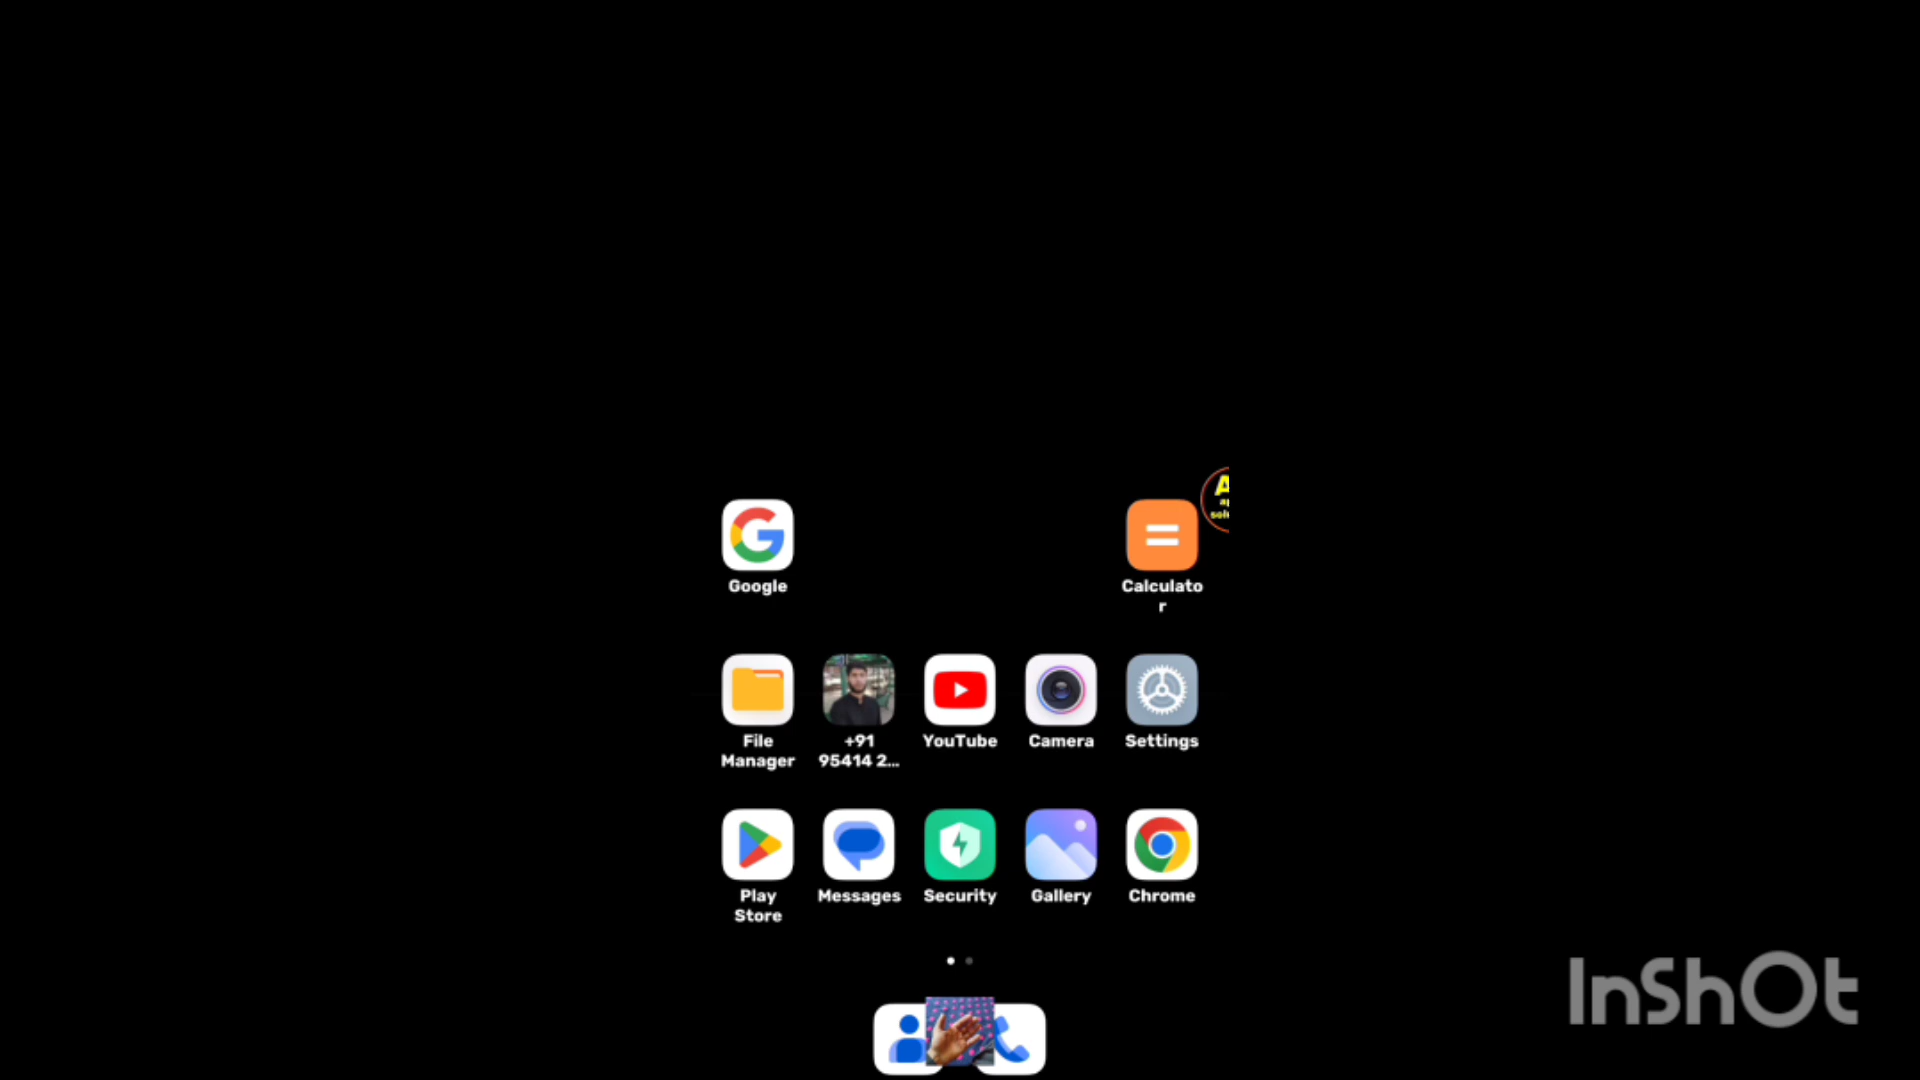 A
Google
Calculato
r
File
Manager
+91
95414 2...
YouTube
Camera
Settings
Play
Store
Messages
Security
Gallery
Chrome
InShOt